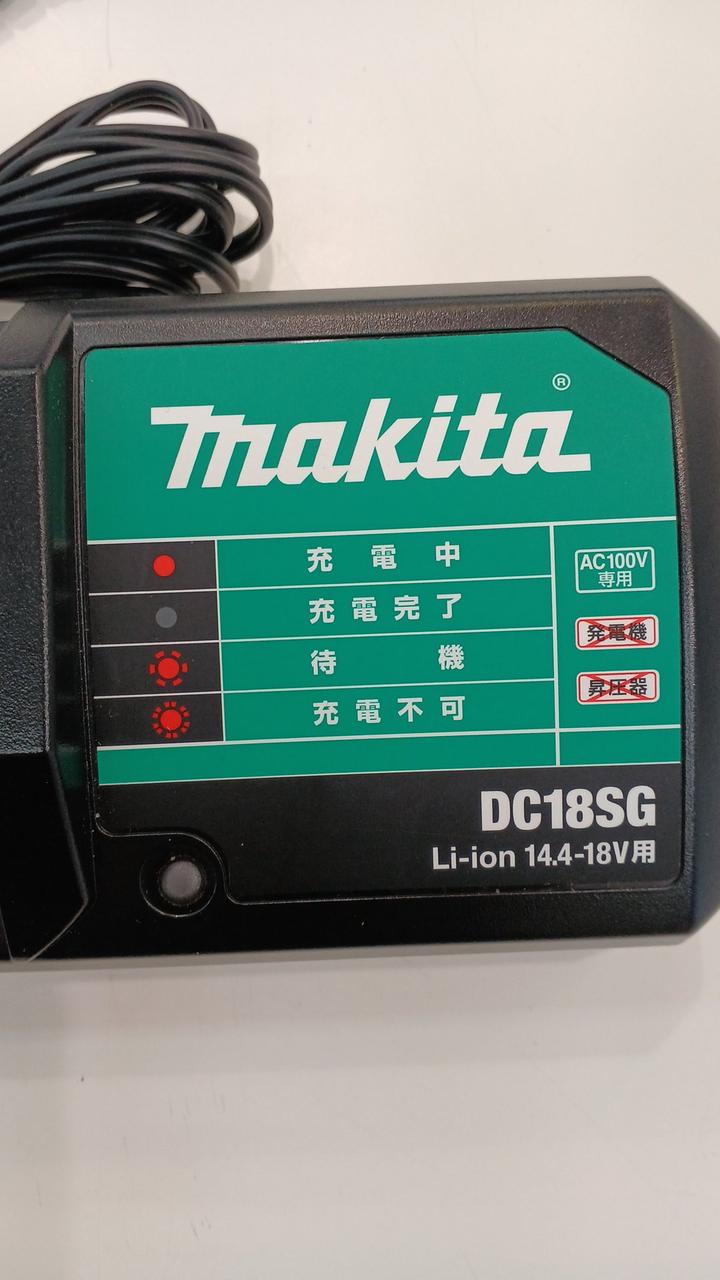 makita®
充電中
充電完了
待機
充電不可
AC100V
専用
発電機
昇圧器
DC18SG
Li-ion 14.4-18V用